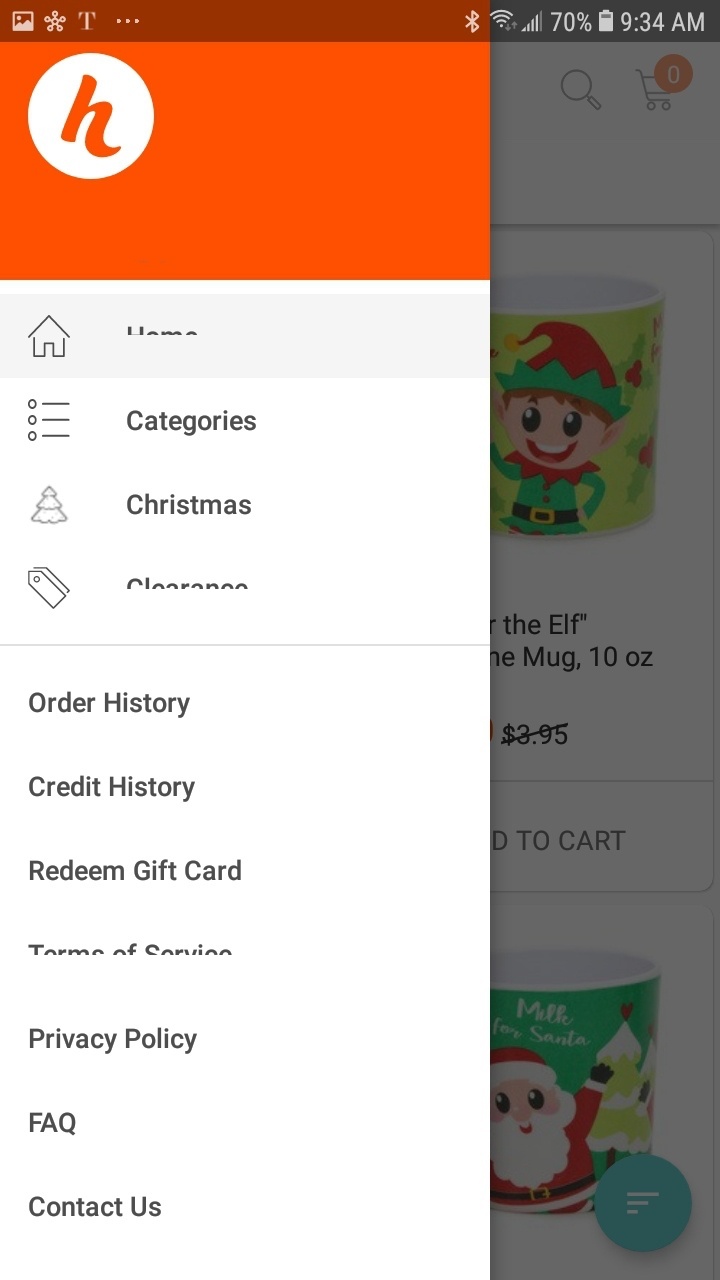 T
70% 9:34 AM
h
0
Home
Categories
Christmas
Clearance
the Elf"
Mug, 10 oz
$3.95
TO CART
Order History
Credit History
Redeem Gift Card
Terms of Service
Privacy Policy
FAQ
Contact Us
Milk
for Santa